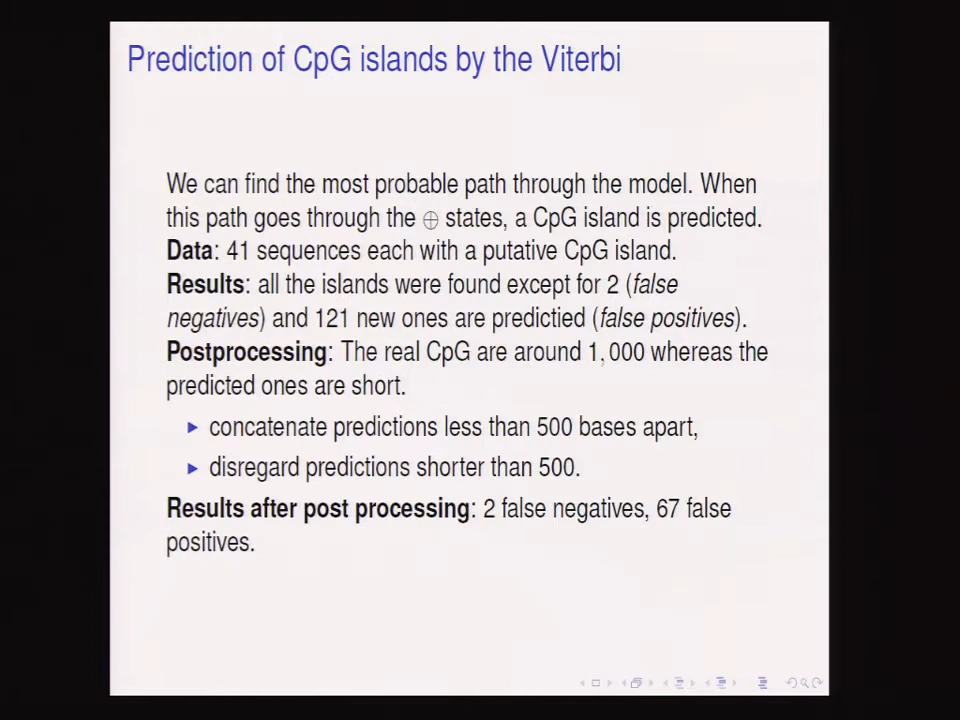 Prediction of CpG islands by the Viterbi
We can find the most probable path through the model. When
this path goes through the ⊕ states, a CpG island is predicted.
Data: 41 sequences each with a putative CpG island.
Results: all the islands were found except for 2 (false
negatives) and 121 new ones are predictied (false positives).
Postprocessing: The real CpG are around 1, 000 whereas the
predicted ones are short.
▶ concatenate predictions less than 500 bases apart,
▶ disregard predictions shorter than 500.
Results after post processing: 2 false negatives, 67 false
positives.